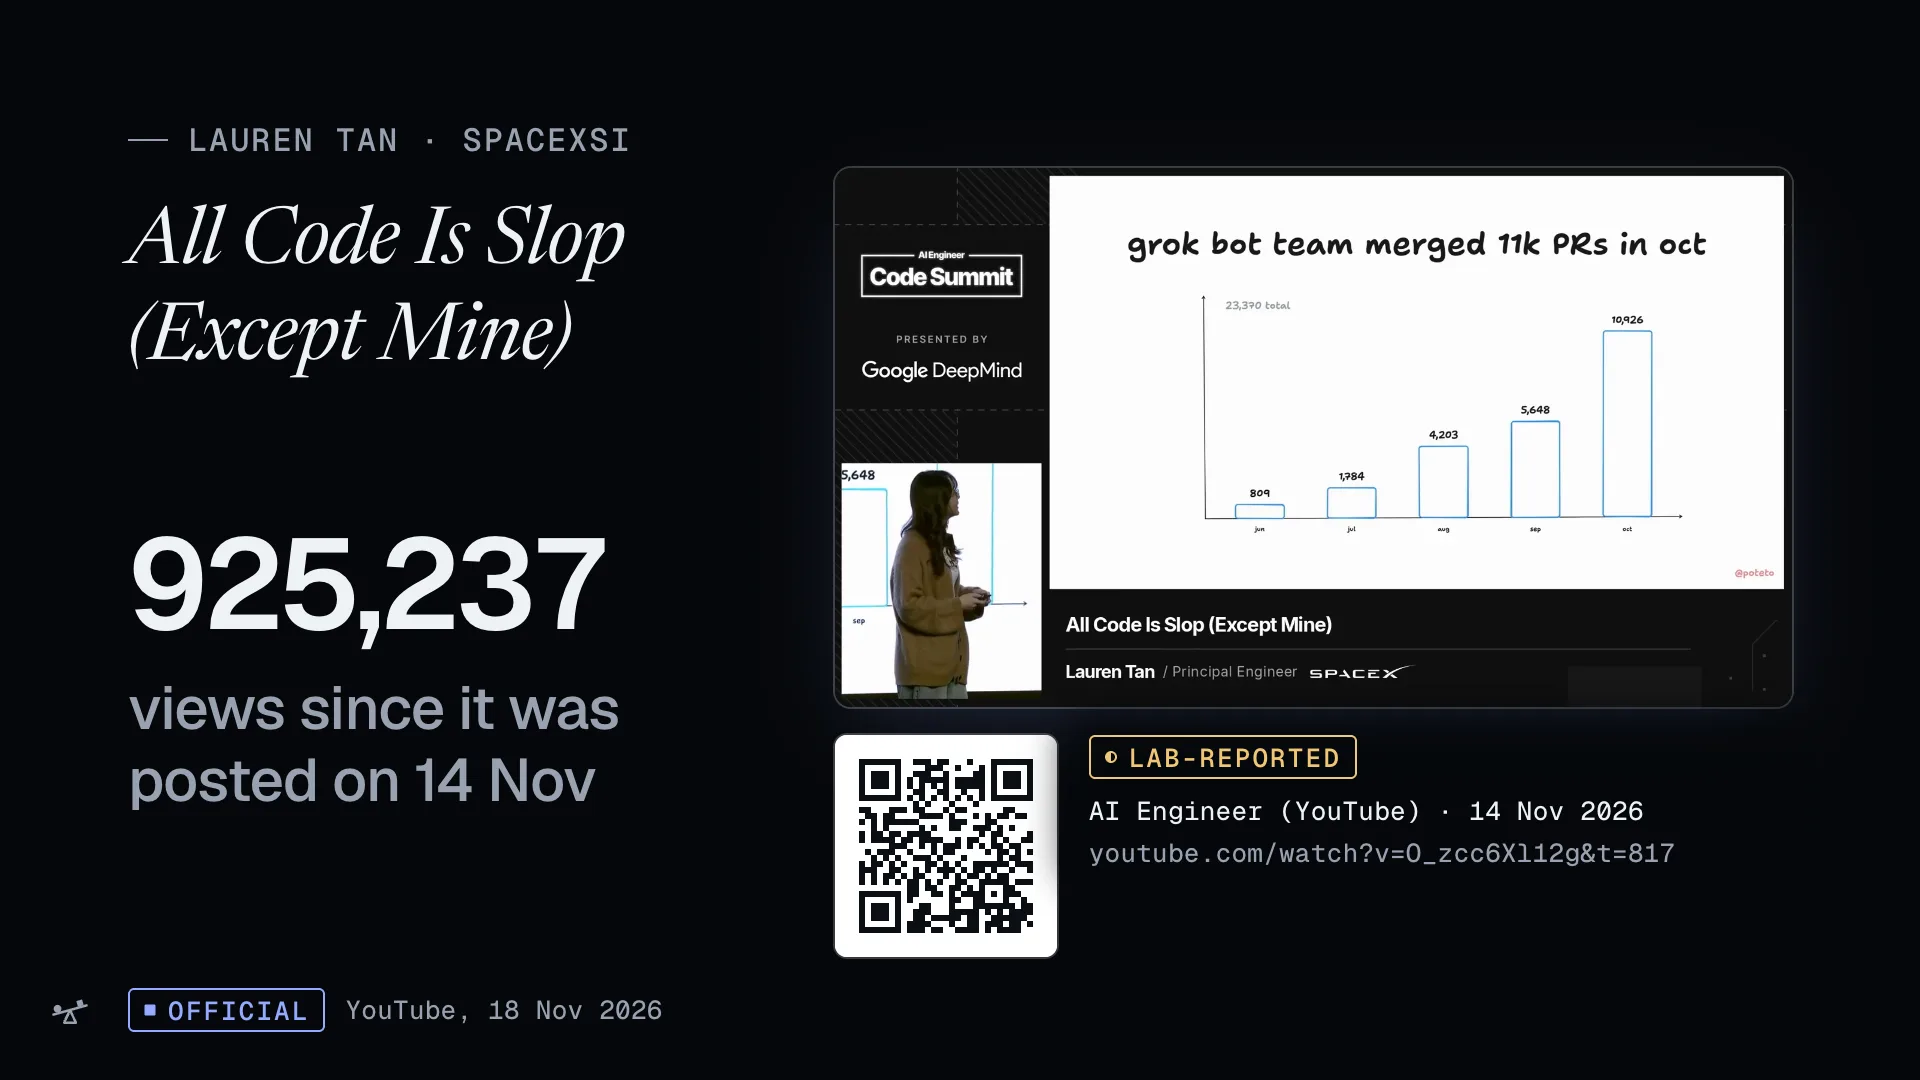 LAUREN TAN · SPACEXSI
All Code Is Slop
(Except Mine)
925,237
views since it was
posted on 14 Nov
OFFICIAL
YouTube, 18 Nov 2026
AI Engineer
Code Summit
PRESENTED BY
Google DeepMind
5,648
sep
grok bot team merged 11k PRs in oct
23,370 total
809
1,784
4,203
5,648
10,926
jun
jul
aug
sep
oct
@poteto
All Code Is Slop (Except Mine)
Lauren Tan / Principal Engineer SPACEX
LAB-REPORTED
AI Engineer (YouTube) · 14 Nov 2026
youtube.com/watch?v=O_zcc6Xl12g&t=817